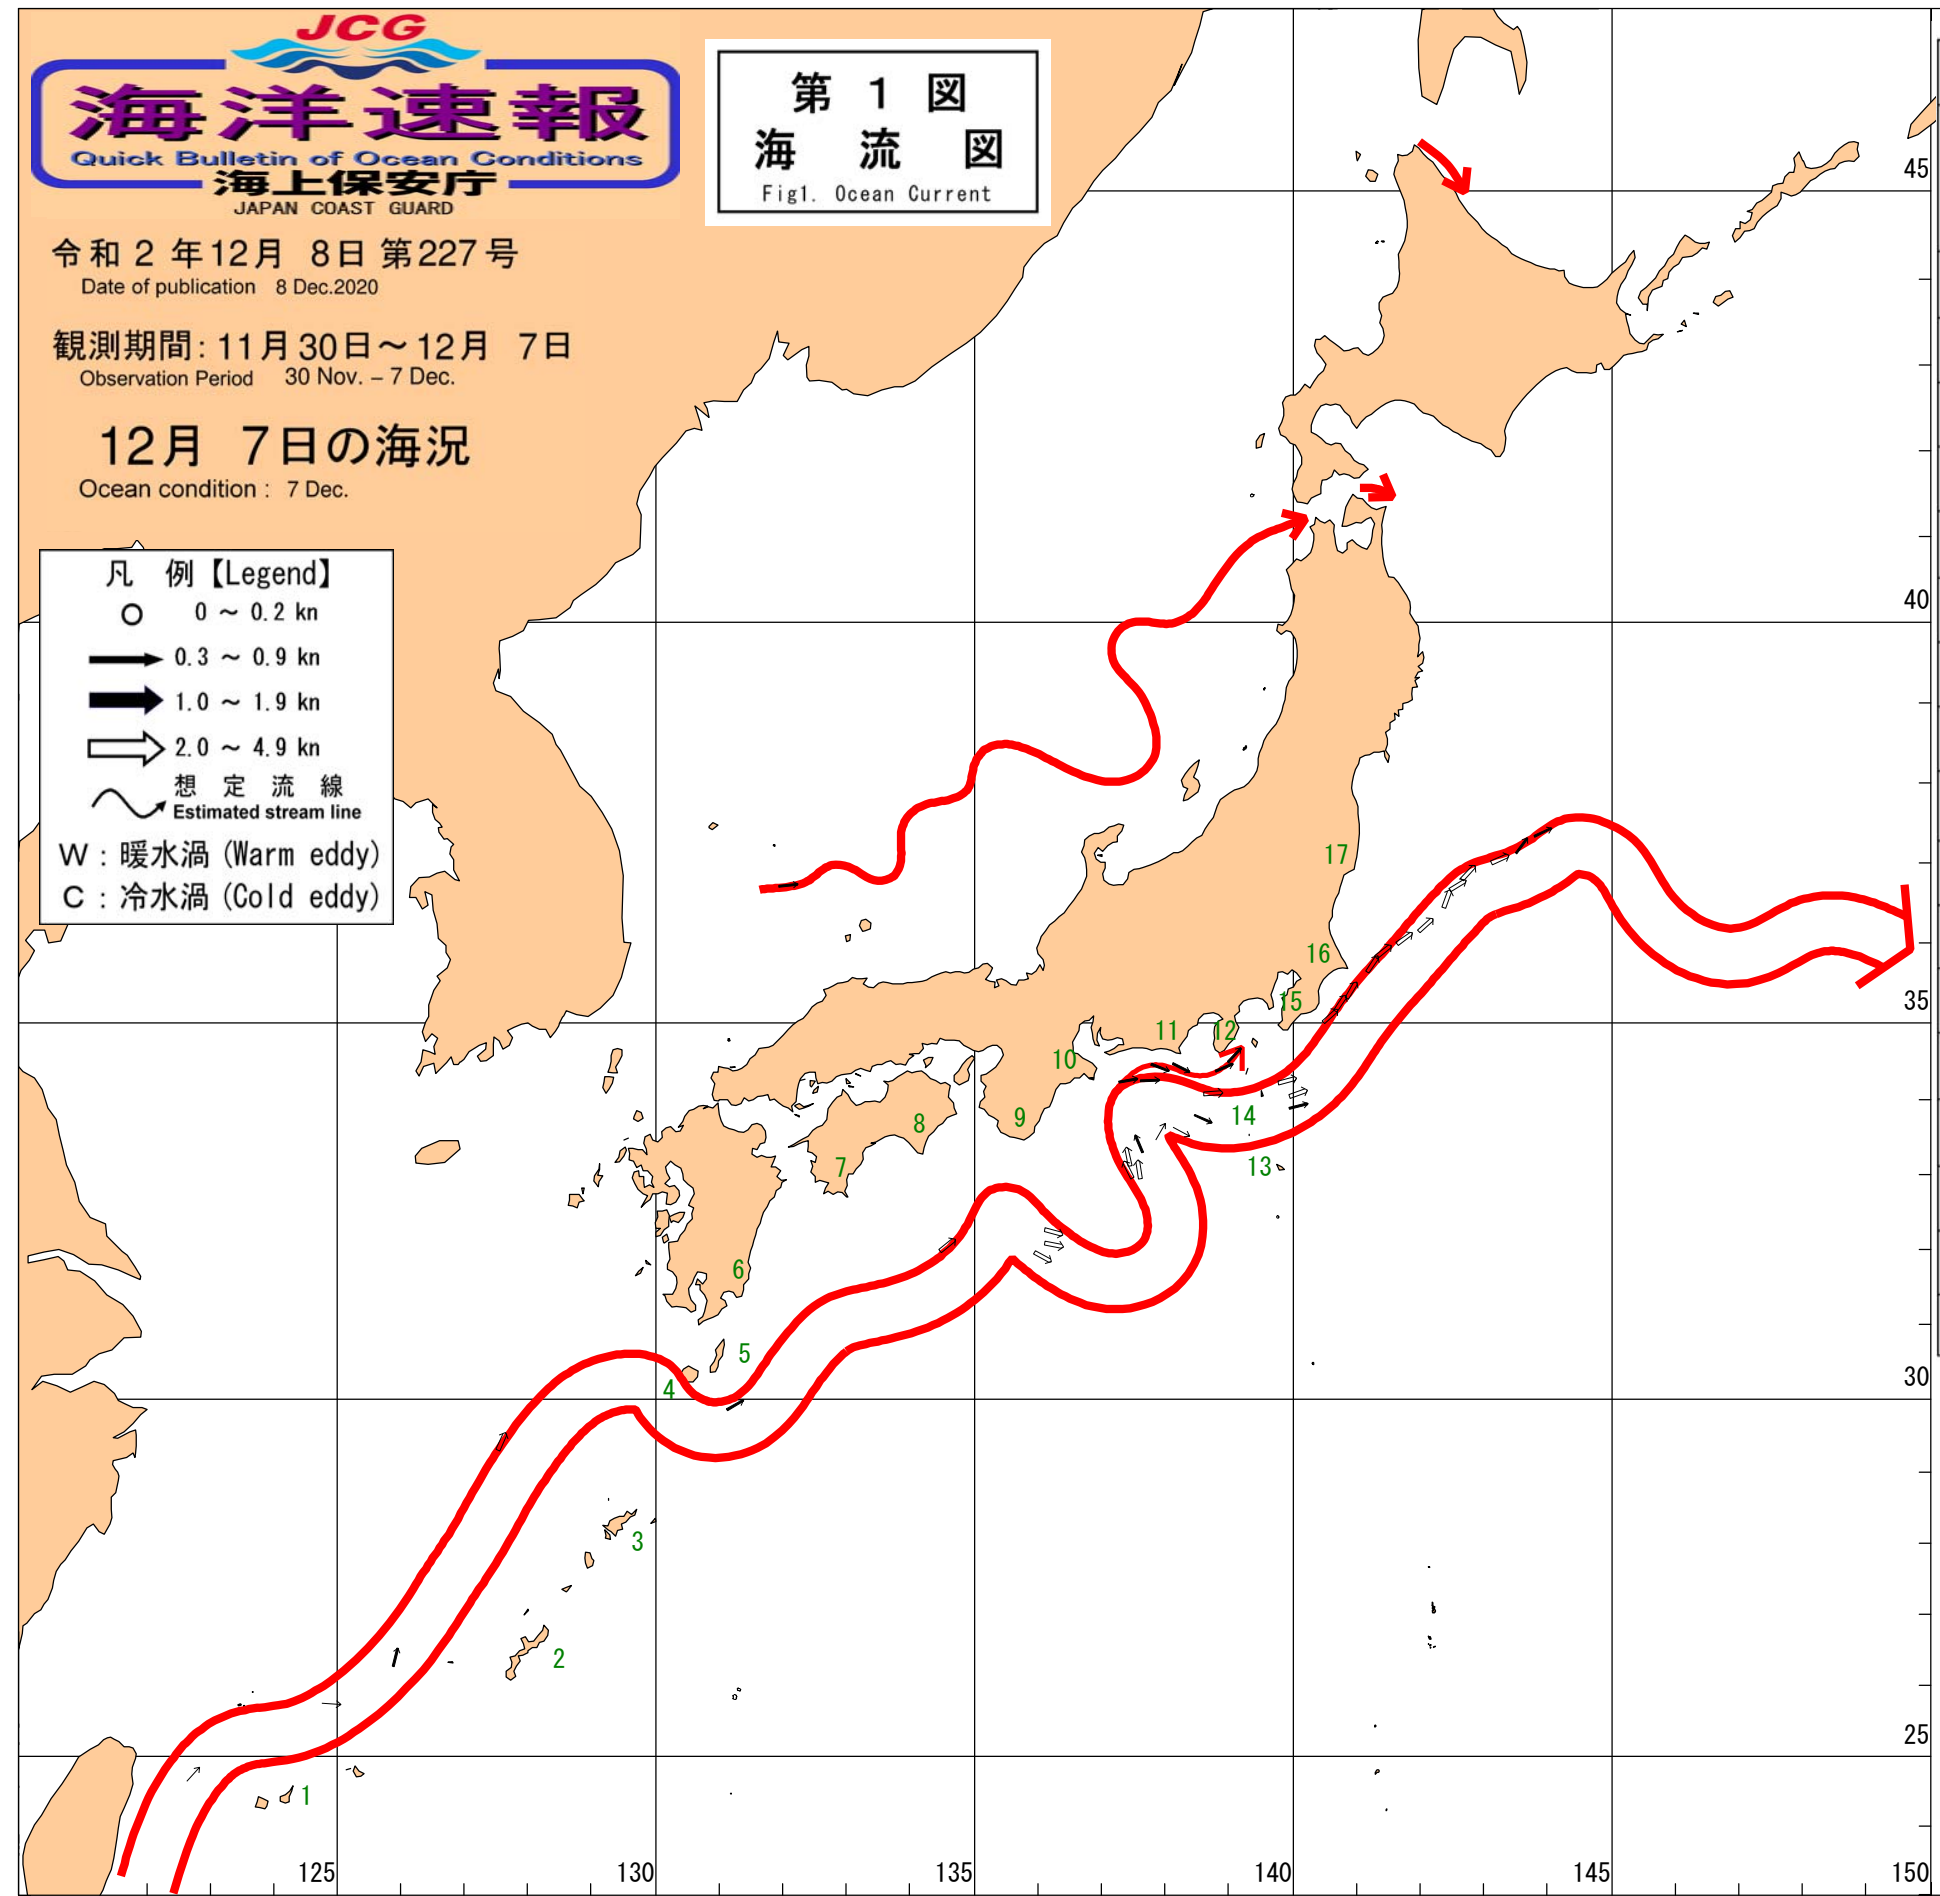 JCG
海洋速報
Quick Bulletin of Ocean Conditions
海上保安庁
JAPAN COAST GUARD
第 1 図
海 流 図
Fig1. Ocean Current
令和 2 年12月 8日 第227号
Date of publication 8 Dec.2020
観測期間: 11月30日～12月 7日
Observation Period 30 Nov. – 7 Dec.
12月 7日の海況
Ocean condition : 7 Dec.
凡 例【Legend】
0 ～ 0.2 kn
0.3 ～ 0.9 kn
1.0 ～ 1.9 kn
2.0 ～ 4.9 kn
想 定 流 線
Estimated stream line
W : 暖水渦 (Warm eddy)
C : 冷水渦 (Cold eddy)
45
40
35
30
25
17
16
15
12
11
10
14
9
8
13
7
6
5
4
3
2
1
125
130
135
140
145
150